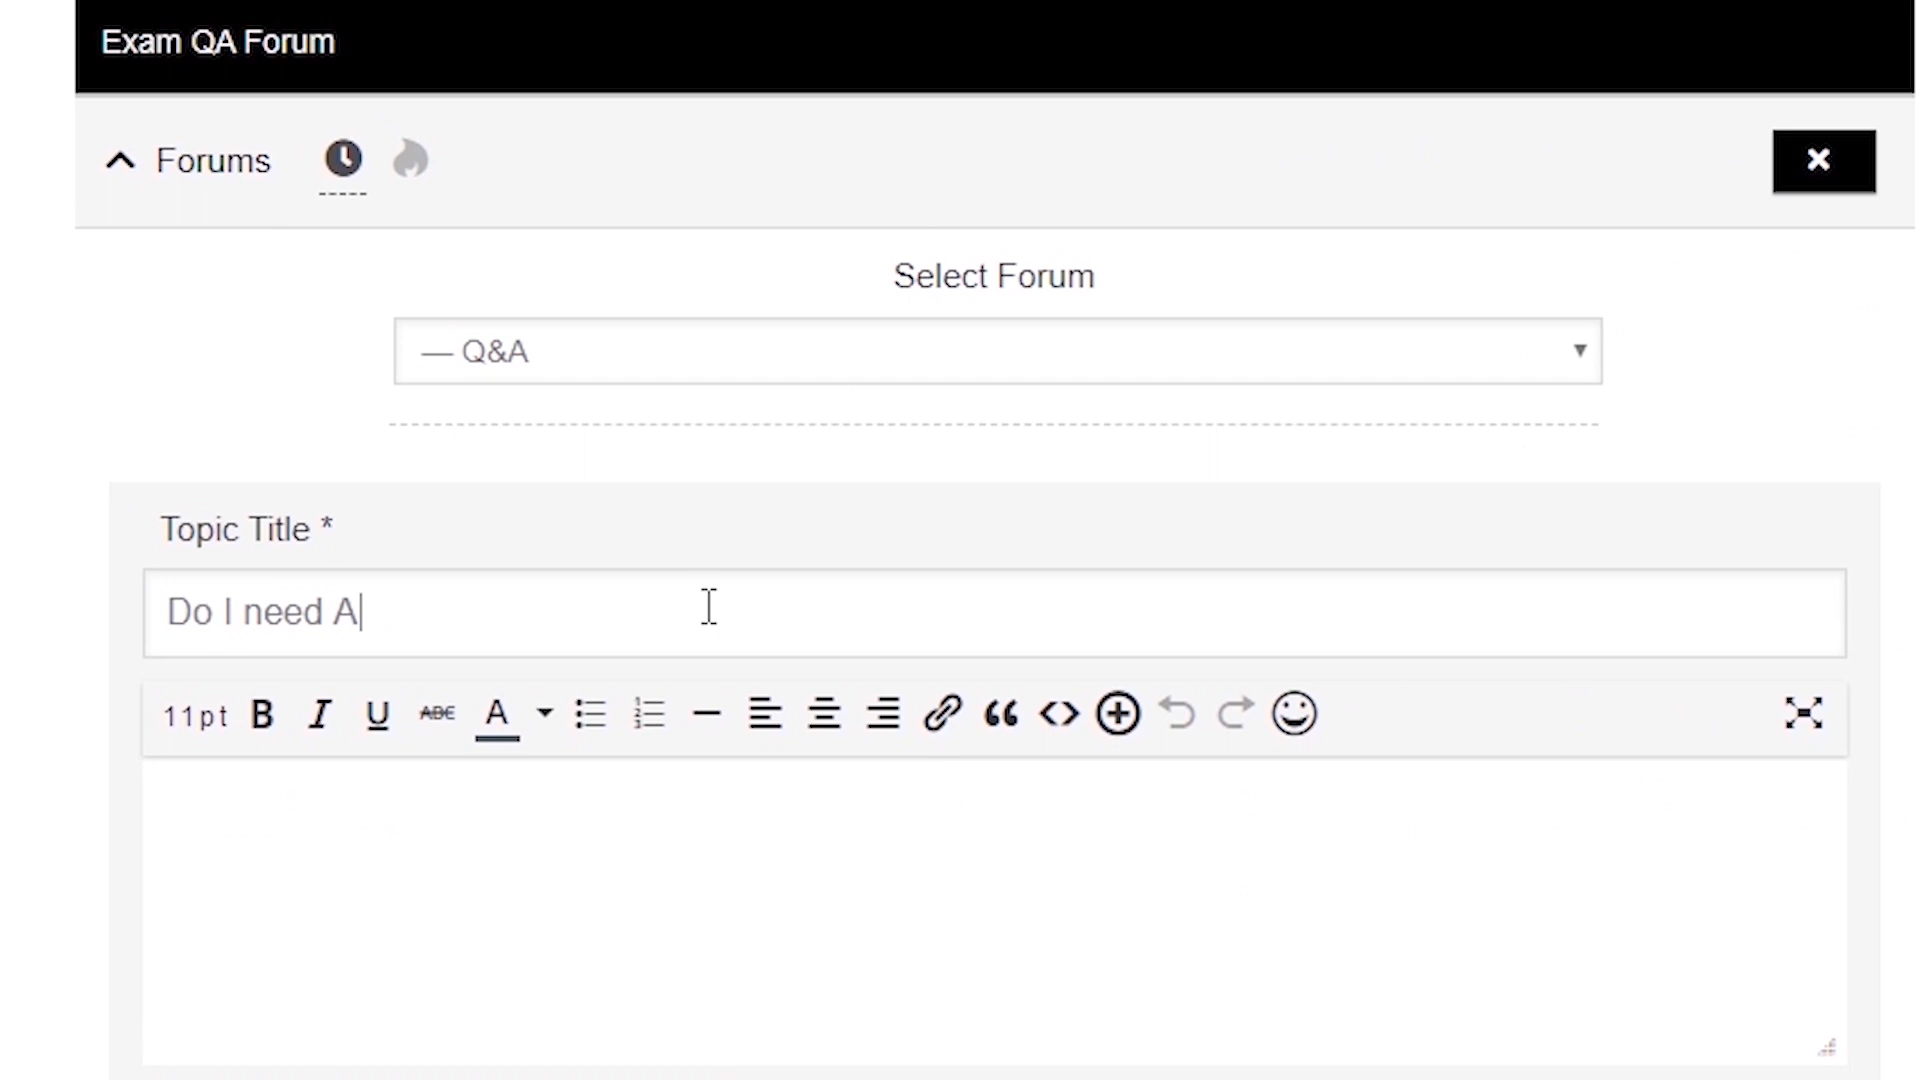 Exam QA Forum
Forums
Select Forum
— Q&A
Topic Title *
Do I need A
11pt B I U ABC A